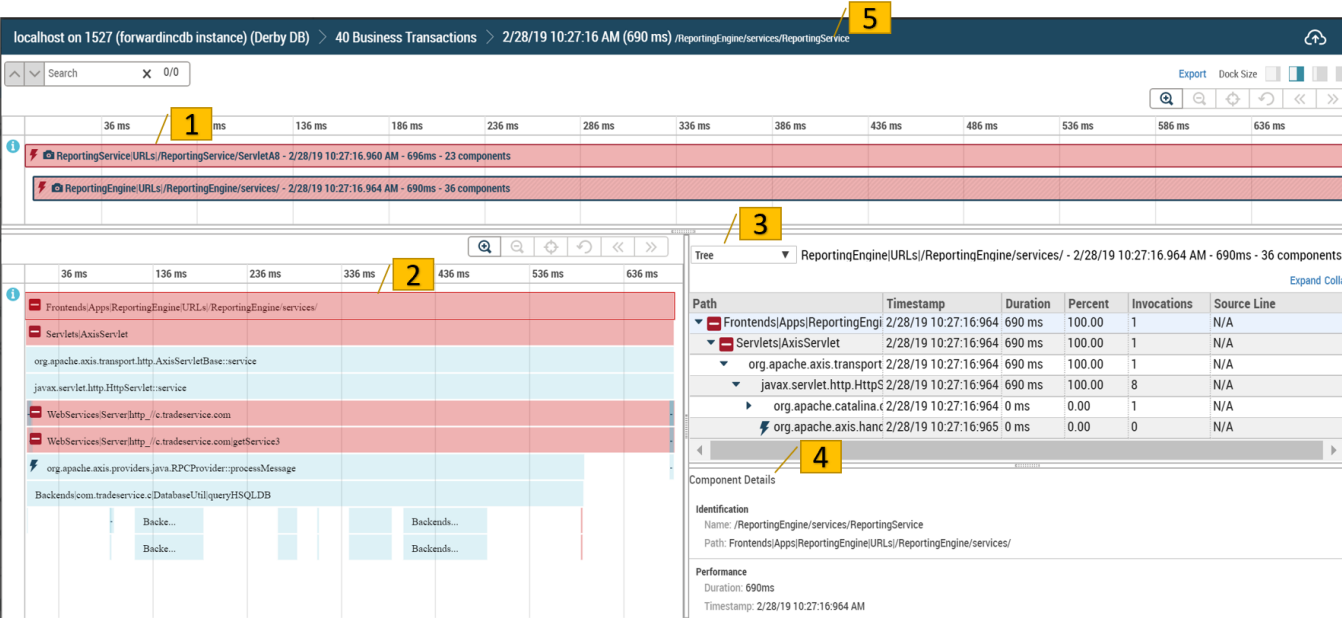 5
localhost on 1527 (forwardincdb instance) (Derby DB) > 40 Business Transactions > 2/28/19 10:27:16 AM (690 ms) /ReportingEngine/services/ReportingService
Search 0/0
Export Dock Size
1
36 ms ms 136 ms 186 ms 236 ms 286 ms 336 ms 386 ms 436 ms 486 ms 536 ms 586 ms 636 ms
ReportingService|URLs|/ReportingService/ServletA8 - 2/28/19 10:27:16.960 AM - 696ms - 23 components
ReportingEngine|URLs|/ReportingEngine/services/ - 2/28/19 10:27:16.964 AM - 690ms - 36 components
3
Tree ReportingEngine|URLs|/ReportingEngine/services/ - 2/28/19 10:27:16.964 AM - 690ms - 36 components
2
36 ms 136 ms 236 ms 336 ms 436 ms 536 ms 636 ms
Frontends|Apps|ReportingEngine|URLs|/ReportingEngine/services/
Servlets|AxisServlet
org.apache.axis.transport.http.AxisServletBase::service
javax.servlet.http.HttpServlet::service
WebServices|Server|http_//c.tradeservice.com
WebServices|Server|http_//c.tradeservice.com|getService3
org.apache.axis.providers.java.RPCProvider::processMessage
Backends|com.tradeservice.c|DatabaseUtil|queryHSQLDB
Backe... Backends...
Backe... Backends...
Expand Colla
Path Timestamp Duration Percent Invocations Source Line
Frontends|Apps|ReportingEngi 2/28/19 10:27:16:964 690 ms 100.00 1 N/A
Servlets|AxisServlet 2/28/19 10:27:16:964 690 ms 100.00 1 N/A
org.apache.axis.transport 2/28/19 10:27:16:964 690 ms 100.00 1 N/A
javax.servlet.http.HttpS 2/28/19 10:27:16:964 690 ms 100.00 8 N/A
org.apache.catalina.c 2/28/19 10:27:16:964 0 ms 0.00 1 N/A
org.apache.axis.hand 2/28/19 10:27:16:965 0 ms 0.00 0 N/A
4
Component Details
Identification
Name: /ReportingEngine/services/ReportingService
Path: Frontends|Apps|ReportingEngine|URLs|/ReportingEngine/services/
Performance
Duration: 690ms
Timestamp: 2/28/19 10:27:16:964 AM